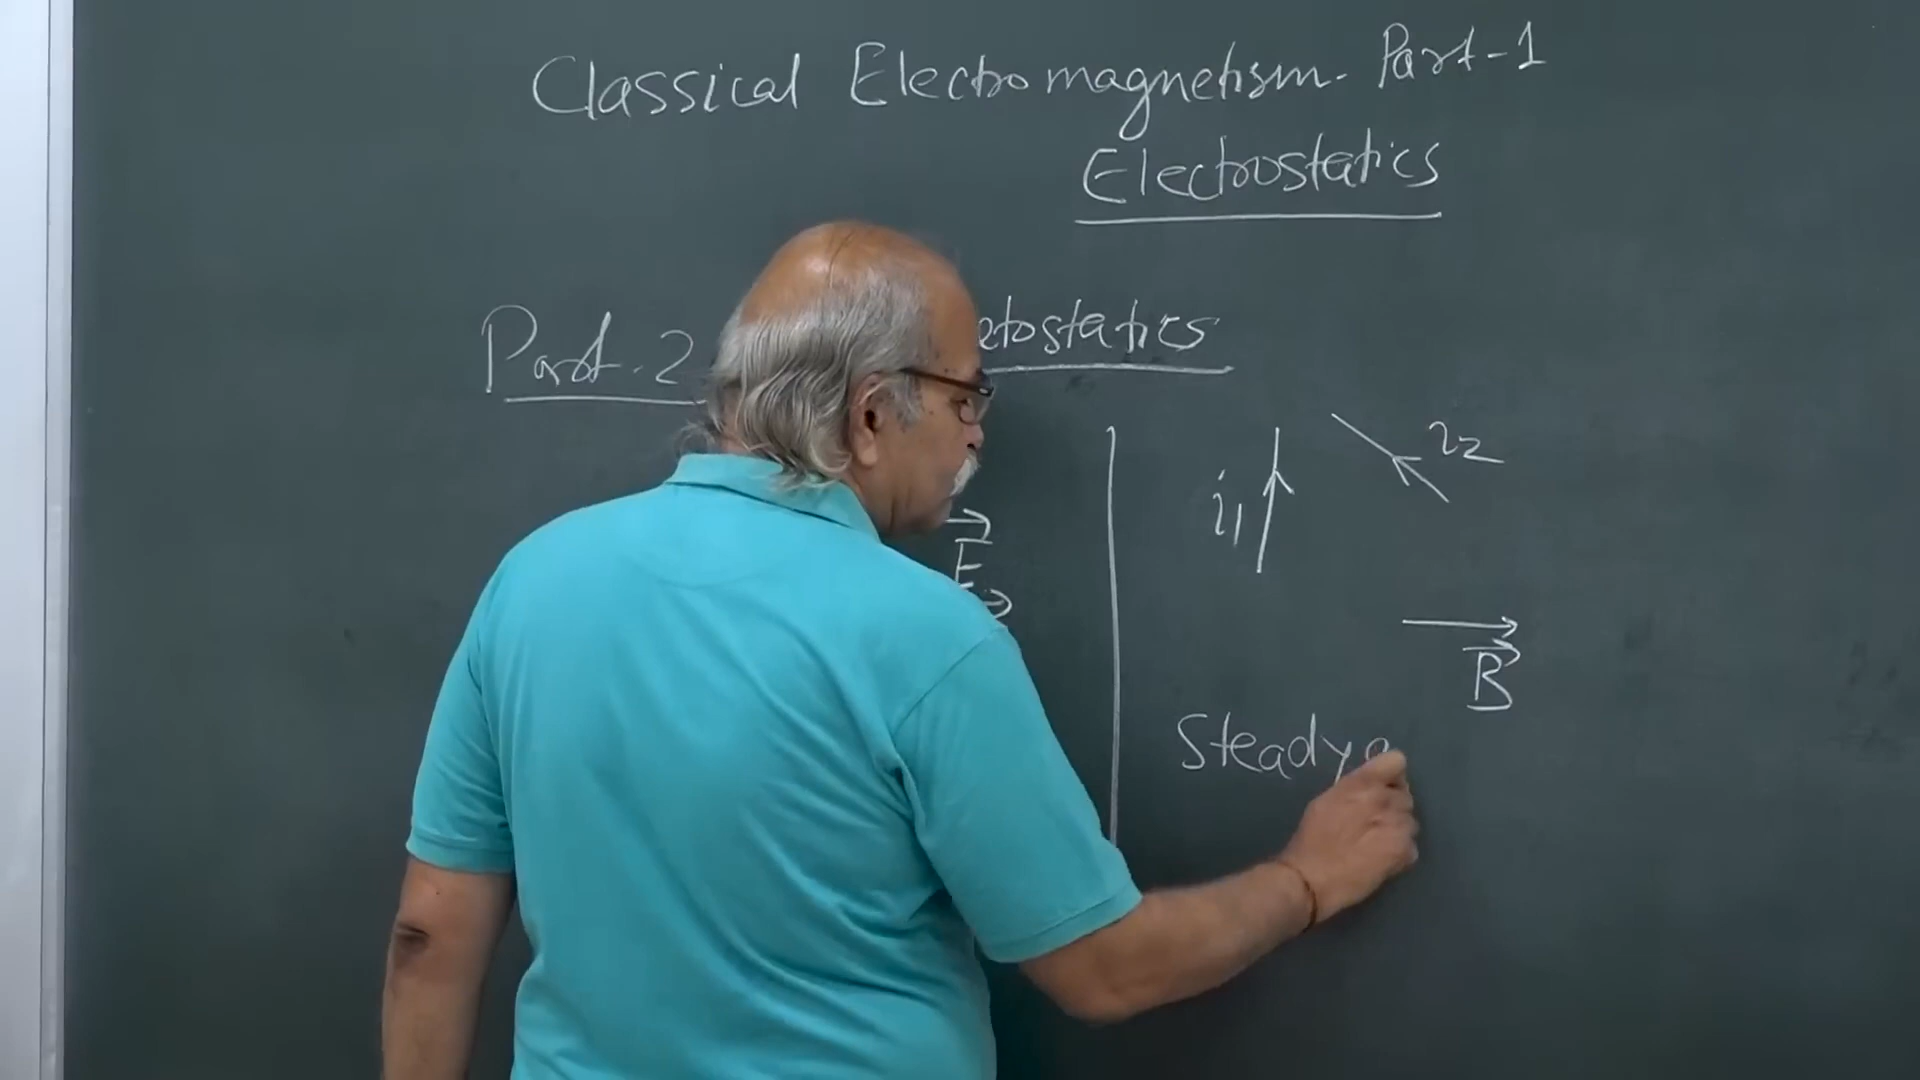 Classical Electromagnetism - Part-1
Electrostatics
Part-2 etostatics
i1
i2
E
B
Steady